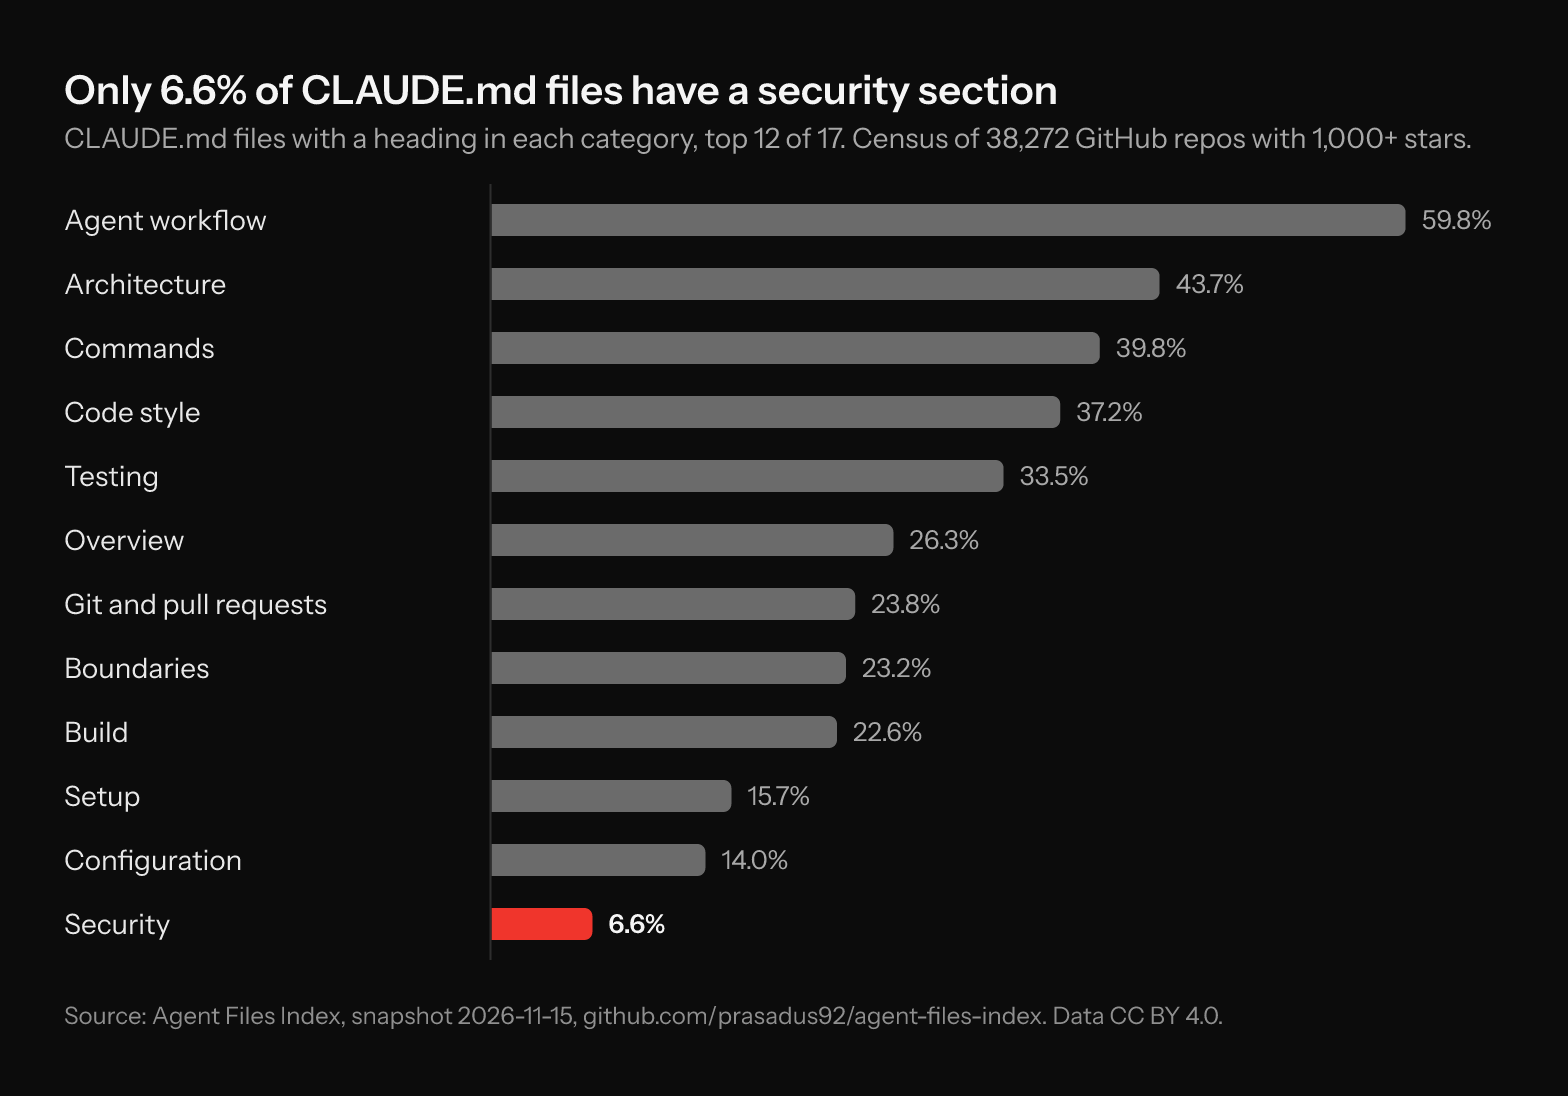 Only 6.6% of CLAUDE.md files have a security section
CLAUDE.md files with a heading in each category, top 12 of 17. Census of 38,272 GitHub repos with 1,000+ stars.
Agent workflow 59.8%
Architecture 43.7%
Commands 39.8%
Code style 37.2%
Testing 33.5%
Overview 26.3%
Git and pull requests 23.8%
Boundaries 23.2%
Build 22.6%
Setup 15.7%
Configuration 14.0%
Security 6.6%
Source: Agent Files Index, snapshot 2026-11-15, github.com/prasadus92/agent-files-index. Data CC BY 4.0.